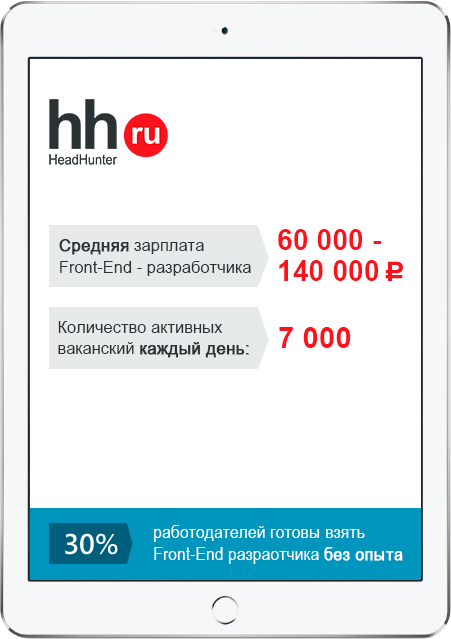 hh ru
HeadHunter
Средняя зарплата
Front-End - разработчика
60 000 -
140 000 ₽
Количество активных
ваканский каждый день:
7 000
30%
работодателей готовы взять
Front-End разраотчика без опыта